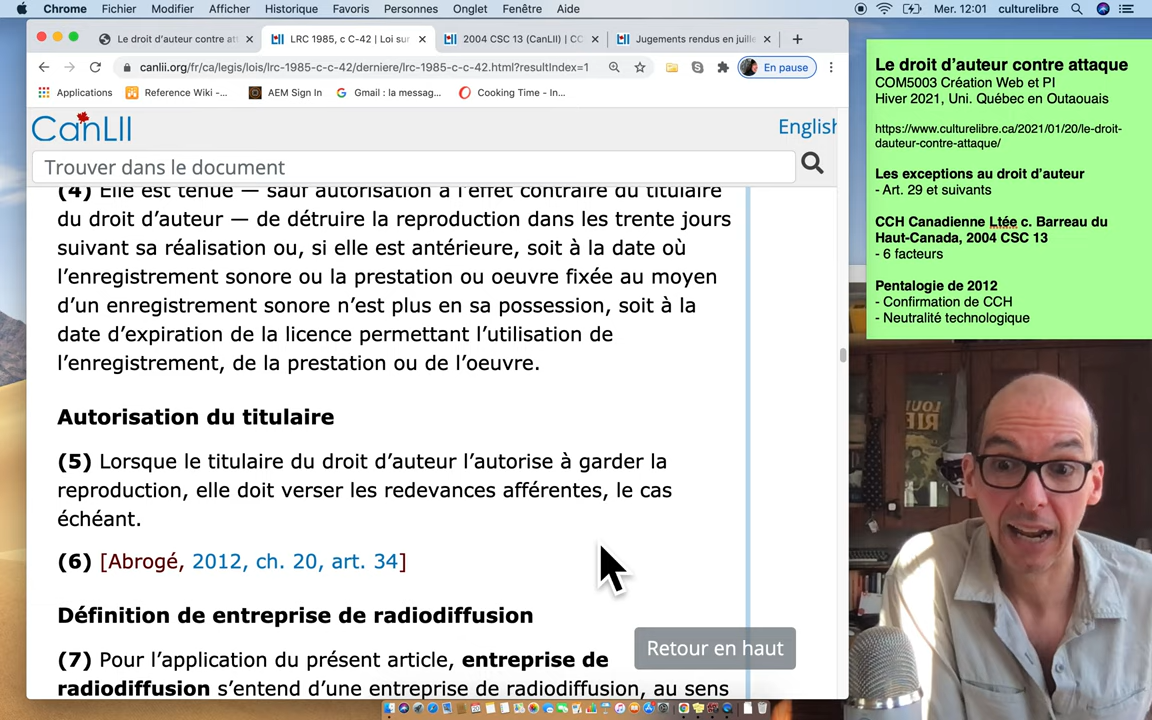 Chrome Fichier Modifier Afficher Historique Favoris Personnes Onglet Fenêtre Aide Mer. 12:01 culturelibre
Le droit d'auteur contre att LRC 1985, c C-42 | Loi sur 2004 CSC 13 (CanLII) | CC Jugements rendus en juille
canlii.org/fr/ca/legis/lois/lrc-1985-c-c-42/derniere/lrc-1985-c-c-42.html?resultIndex=1 En pause
Applications Reference Wiki -... AEM Sign In Gmail : la messag... Cooking Time - In...
CanLII
English
Trouver dans le document
(4) Elle est tenue — sauf autorisation à l'effet contraire du titulaire
du droit d'auteur — de détruire la reproduction dans les trente jours
suivant sa réalisation ou, si elle est antérieure, soit à la date où
l'enregistrement sonore ou la prestation ou oeuvre fixée au moyen
d'un enregistrement sonore n'est plus en sa possession, soit à la
date d'expiration de la licence permettant l'utilisation de
l'enregistrement, de la prestation ou de l'oeuvre.
Autorisation du titulaire
(5) Lorsque le titulaire du droit d'auteur l'autorise à garder la
reproduction, elle doit verser les redevances afférentes, le cas
échéant.
(6) [Abrogé, 2012, ch. 20, art. 34]
Définition de entreprise de radiodiffusion
(7) Pour l'application du présent article, entreprise de
radiodiffusion s'entend d'une entreprise de radiodiffusion, au sens
Retour en haut
Le droit d'auteur contre attaque
COM5003 Création Web et PI
Hiver 2021, Uni. Québec en Outaouais
https://www.culturelibre.ca/2021/01/20/le-droit-
dauteur-contre-attaque/
Les exceptions au droit d'auteur
- Art. 29 et suivants
CCH Canadienne Ltée c. Barreau du
Haut-Canada, 2004 CSC 13
- 6 facteurs
Pentalogie de 2012
- Confirmation de CCH
- Neutralité technologique